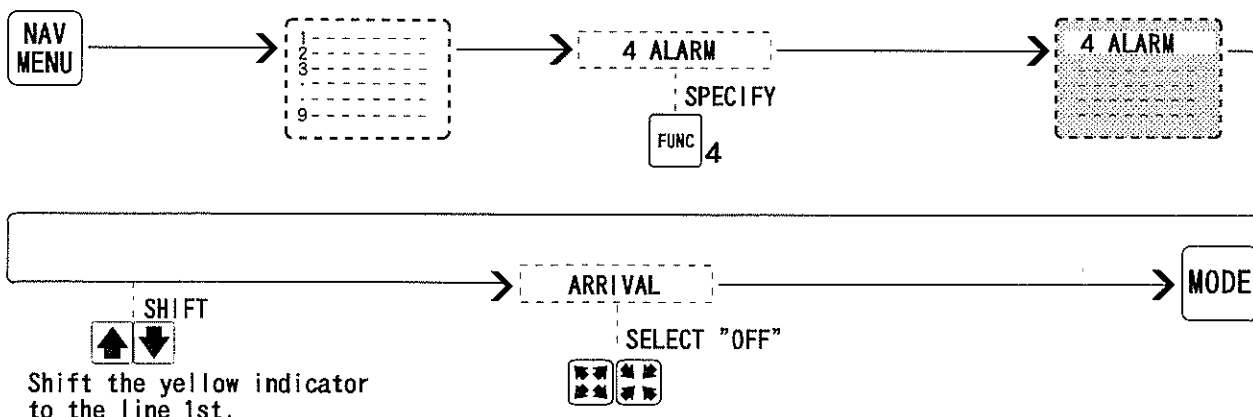 NAV
MENU
1
2
3
9
4 ALARM
SPECIFY
FUNC 4
4 ALARM
SHIFT
Shift the yellow indicator
to the line 1st.
ARRIVAL
SELECT "OFF"
MODE